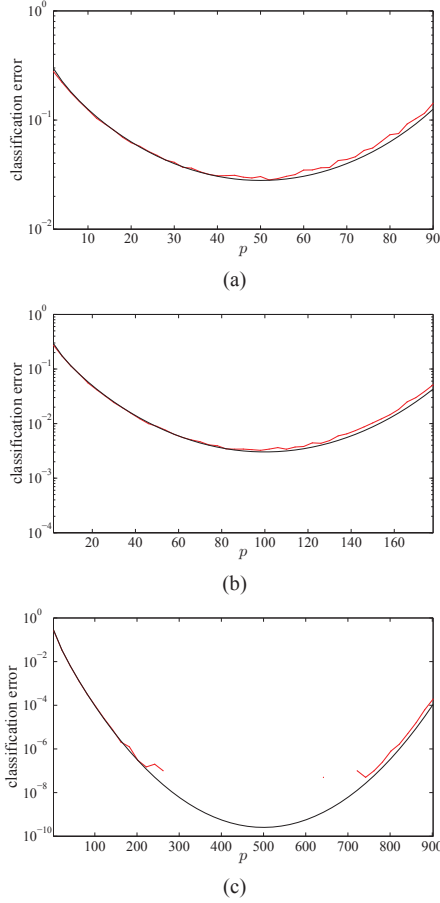 10^0
10^-1
10^-2
classification error
10 20 30 40 50 60 70 80 90
p
(a)
10^0
10^-1
10^-2
10^-3
10^-4
classification error
20 40 60 80 100 120 140 160
p
(b)
10^0
10^-2
10^-4
10^-6
10^-8
10^-10
classification error
100 200 300 400 500 600 700 800 900
p
(c)